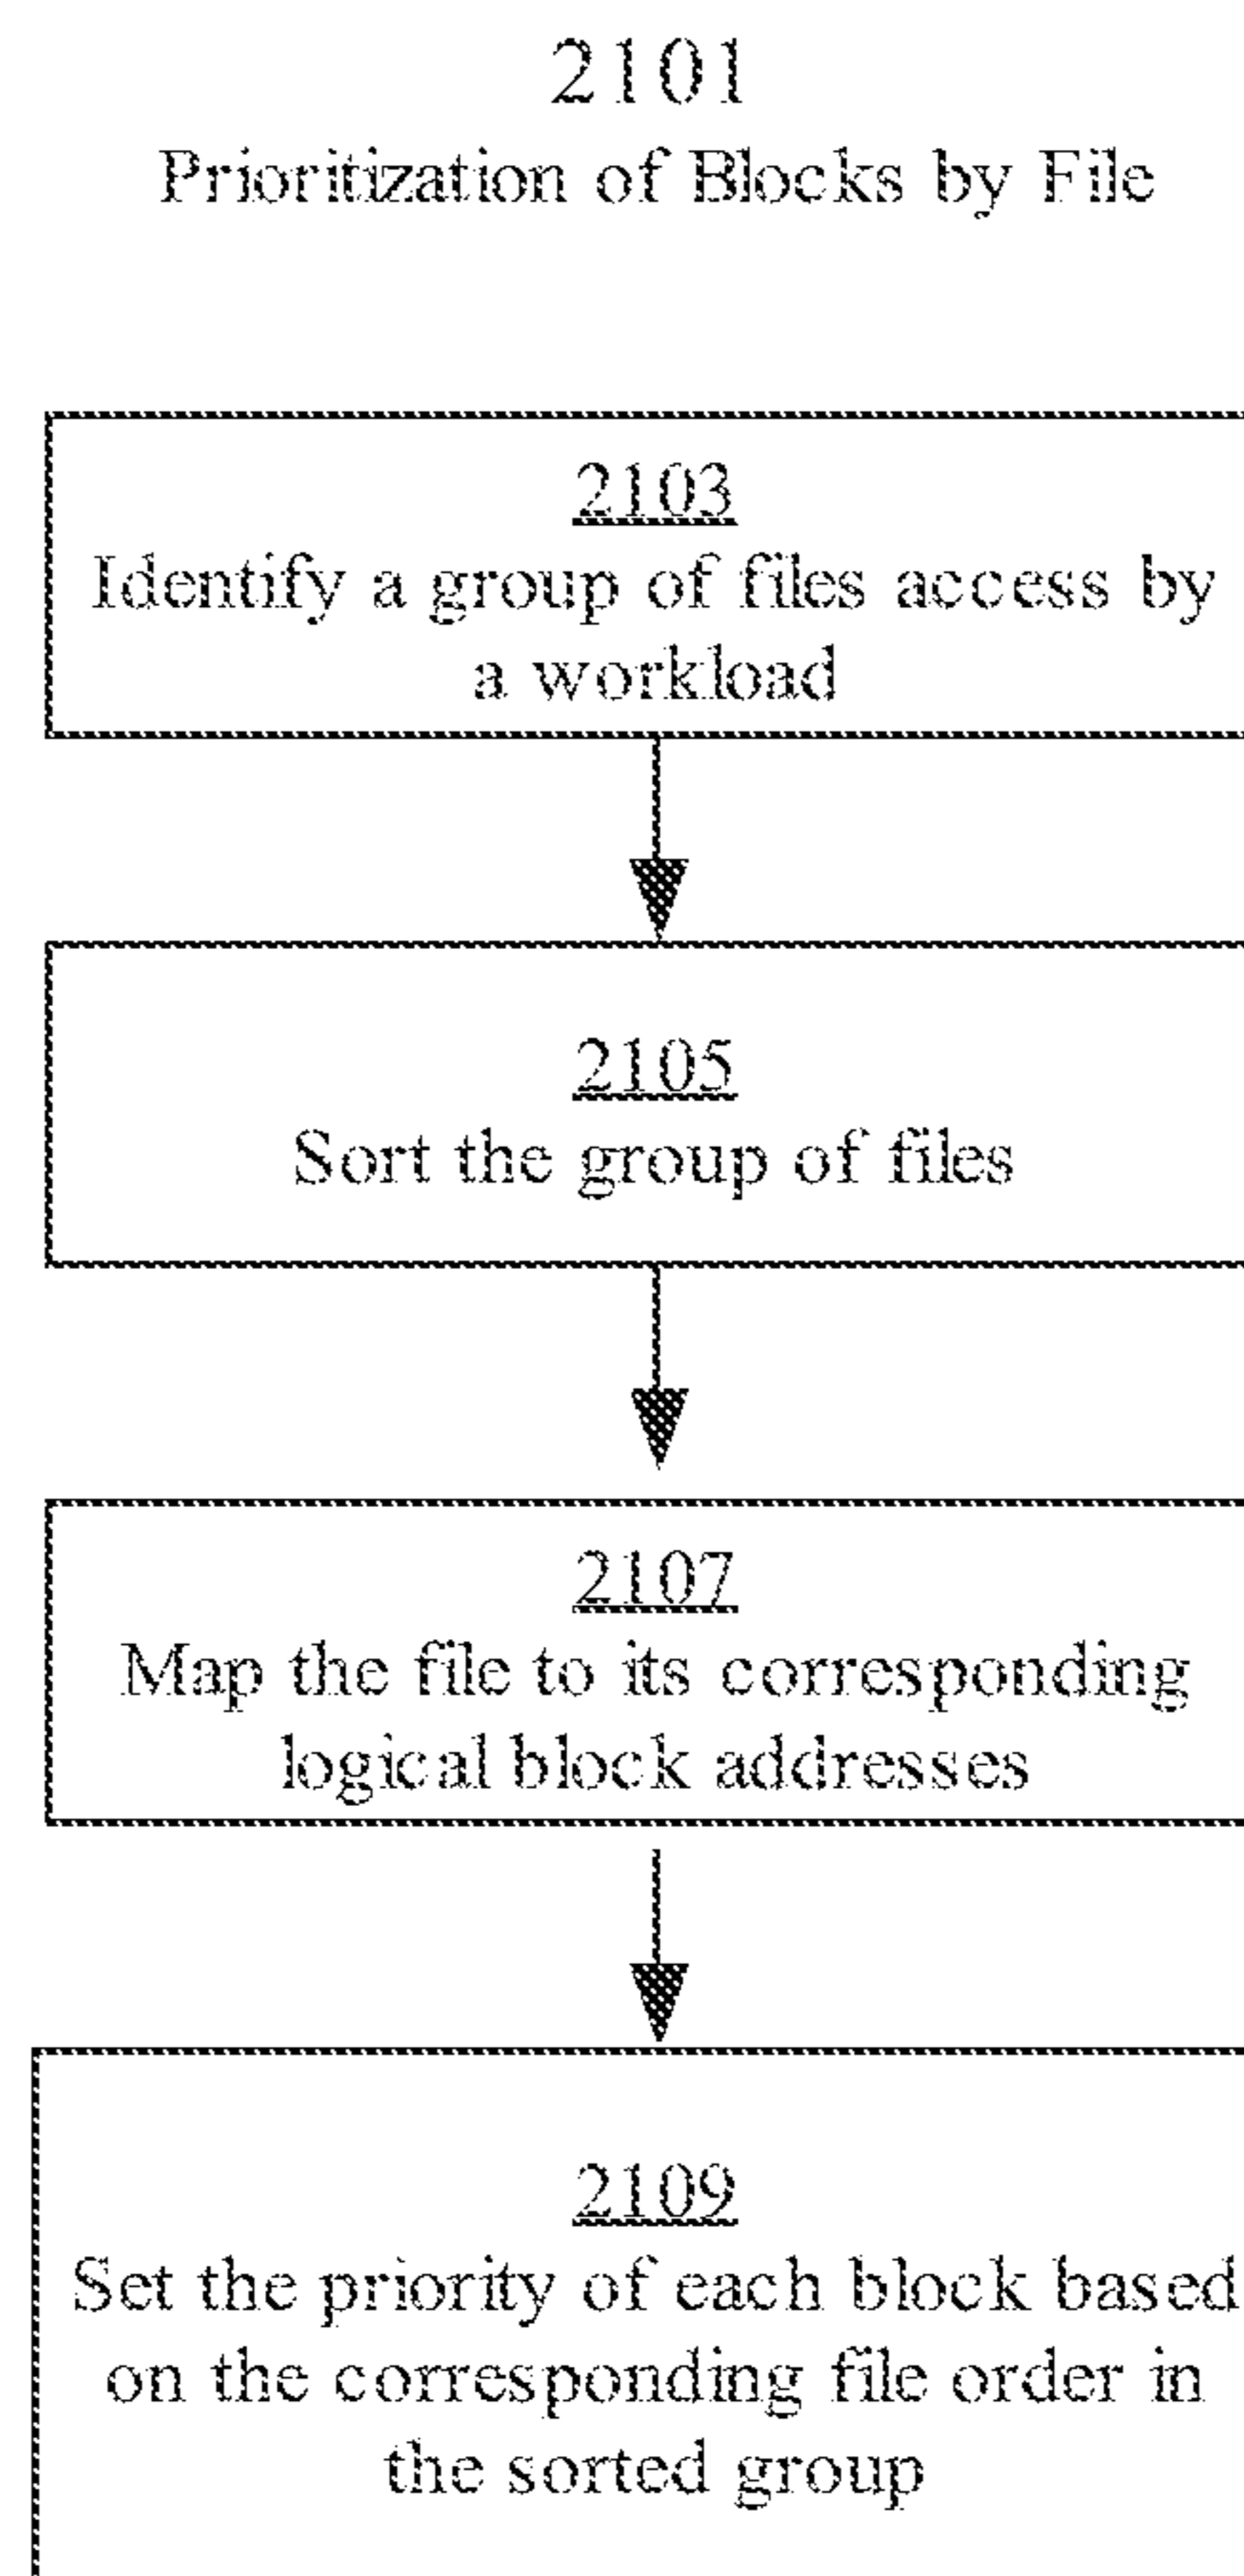 2101
Prioritization of Blocks by File
2103
Identify a group of files access by
a workload
2105
Sort the group of files
2107
Map the file to its corresponding
logical block addresses
2109
Set the priority of each block based
on the corresponding file order in
the sorted group